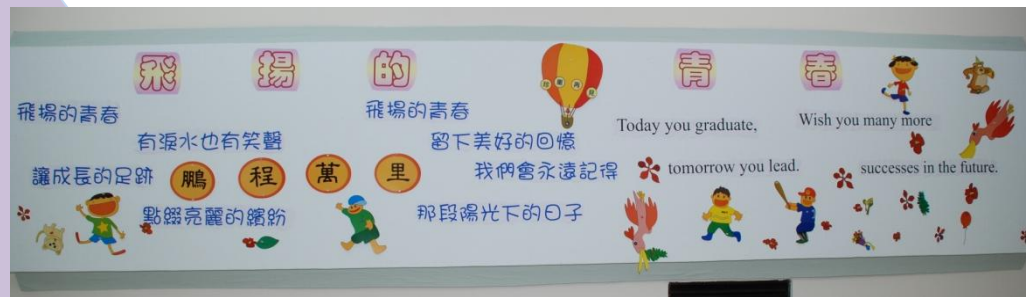 飛揚的青春
飛揚的青春
有淚水也有笑聲
讓成長的足跡
點綴亮麗的繽紛
鵬程萬里
飛揚的青春
留下美好的回憶
我們會永遠記得
那段陽光下的日子
Today you graduate,
tomorrow you lead.
Wish you many more
successes in the future.